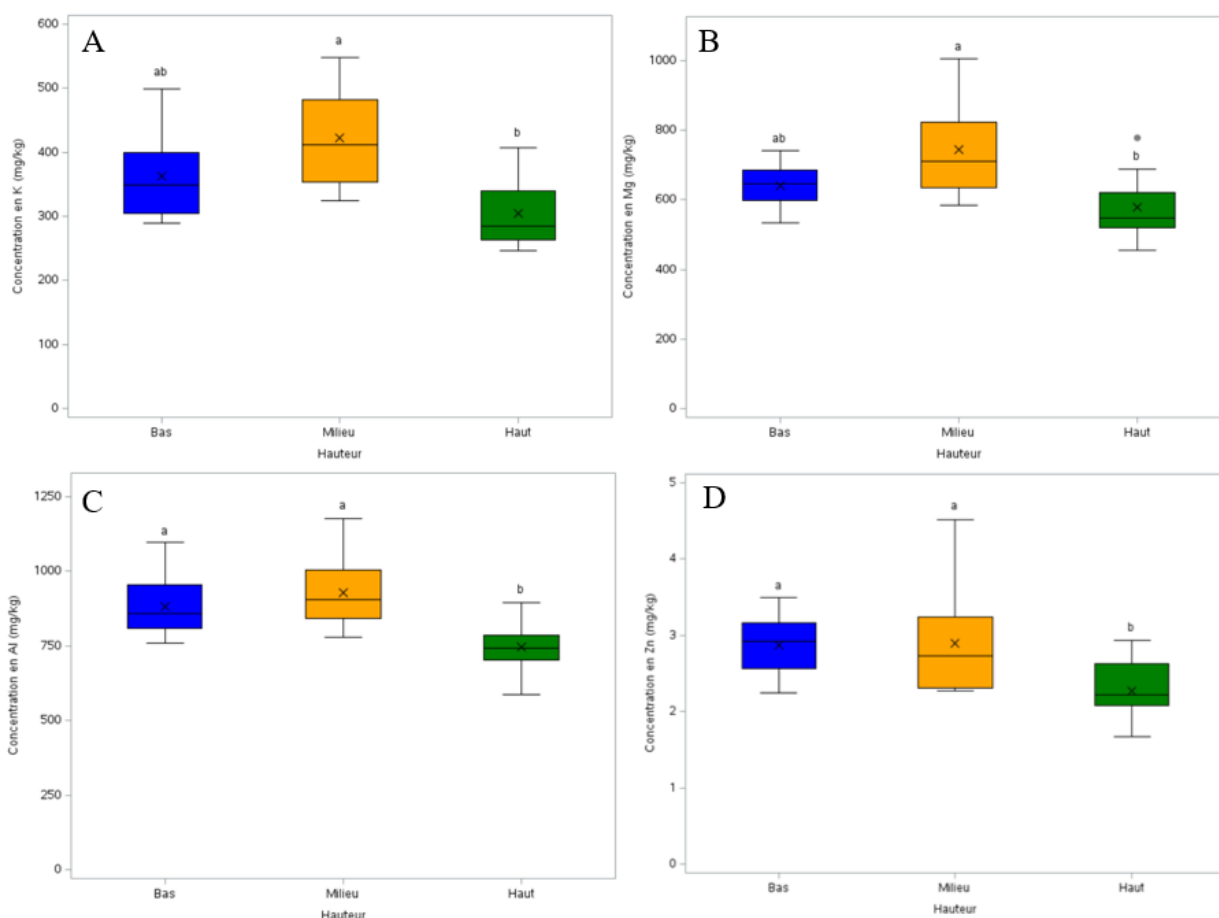 A
600
500
400
300
200
100
0
Concentration en K (mg/kg)
ab
a
b
Bas
Milieu
Haut
Hauteur
B
1000
800
600
400
200
0
Concentration en Mg (mg/kg)
ab
a
b
Bas
Milieu
Haut
Hauteur
C
1250
1000
750
500
250
0
Concentration en Al (mg/kg)
a
a
b
Bas
Milieu
Haut
Hauteur
D
5
4
3
2
1
0
Concentration en Zn (mg/kg)
a
a
b
Bas
Milieu
Haut
Hauteur